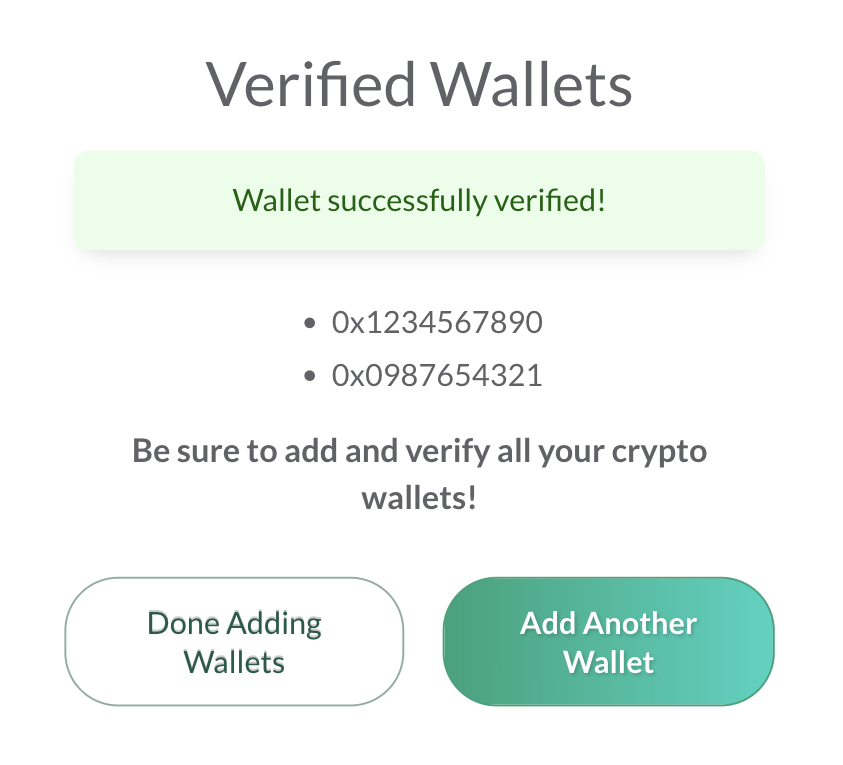 Verified Wallets
Wallet successfully verified!
• 0x1234567890
• 0x0987654321
Be sure to add and verify all your crypto
wallets!
Done Adding
Wallets
Add Another
Wallet